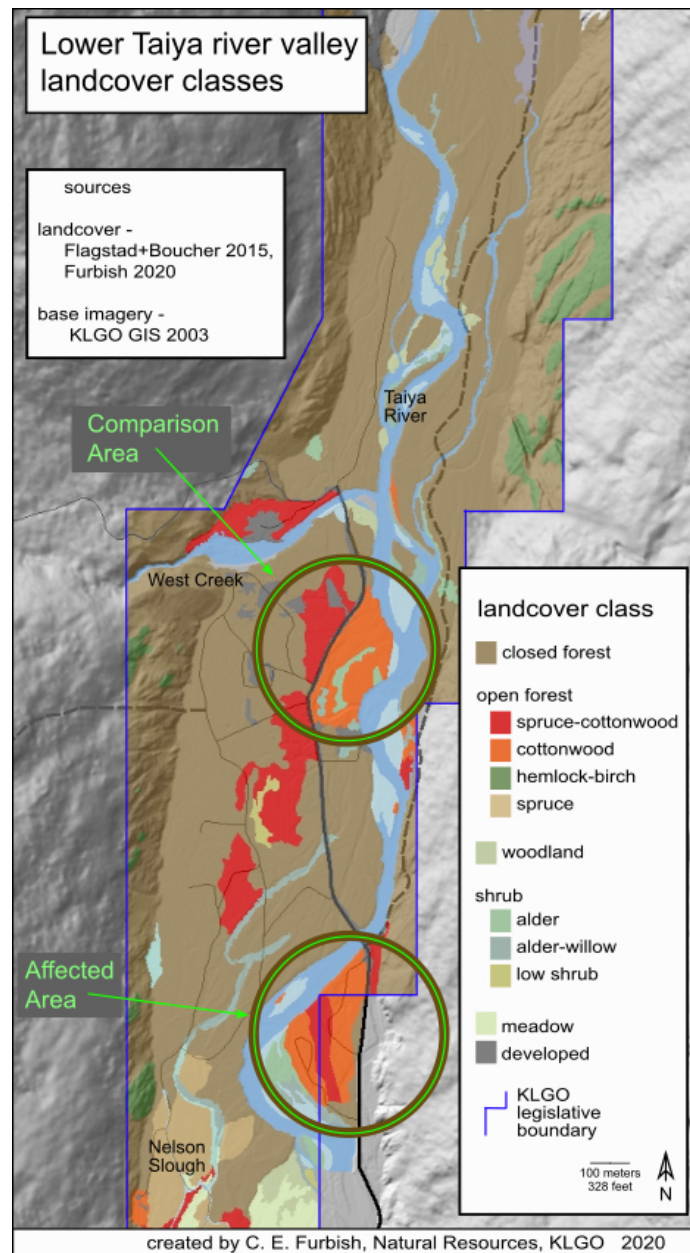 Lower Taiya river valley
landcover classes
sources
landcover -
Flagstad+Boucher 2015,
Furbish 2020
base imagery -
KLGO GIS 2003
Taiya
River
Comparison
Area
West Creek
landcover class
closed forest
open forest
spruce-cottonwood
cottonwood
hemlock-birch
spruce
woodland
shrub
alder
alder-willow
low shrub
meadow
developed
KLGO
legislative
boundary
100 meters
328 feet
N
Affected
Area
Nelson
Slough
created by C. E. Furbish, Natural Resources, KLGO 2020